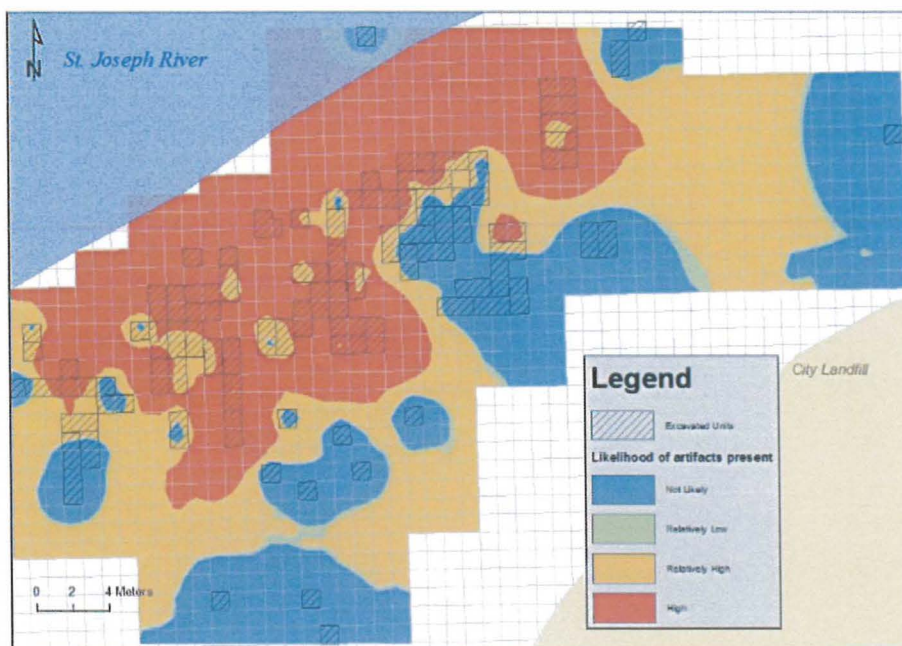 St. Joseph River
N
City Landfill
Legend
Excavated Units
Likelihood of artifacts present
Not Likely
Relatively Low
Relatively High
High
0 2 4 Meters